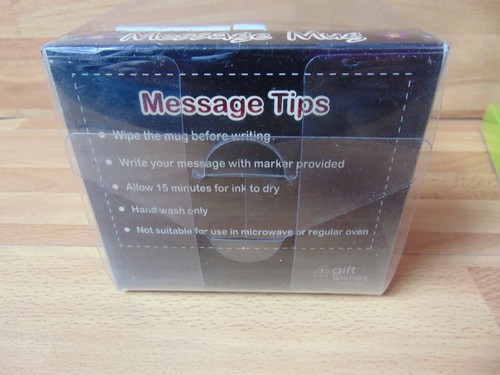 Message Mug
Message Tips
Wipe the mug before writing
Write your message with marker provided
Allow 15 minutes for ink to dry
Hand wash only
Not suitable for use in microwave or regular oven
gift
wishes